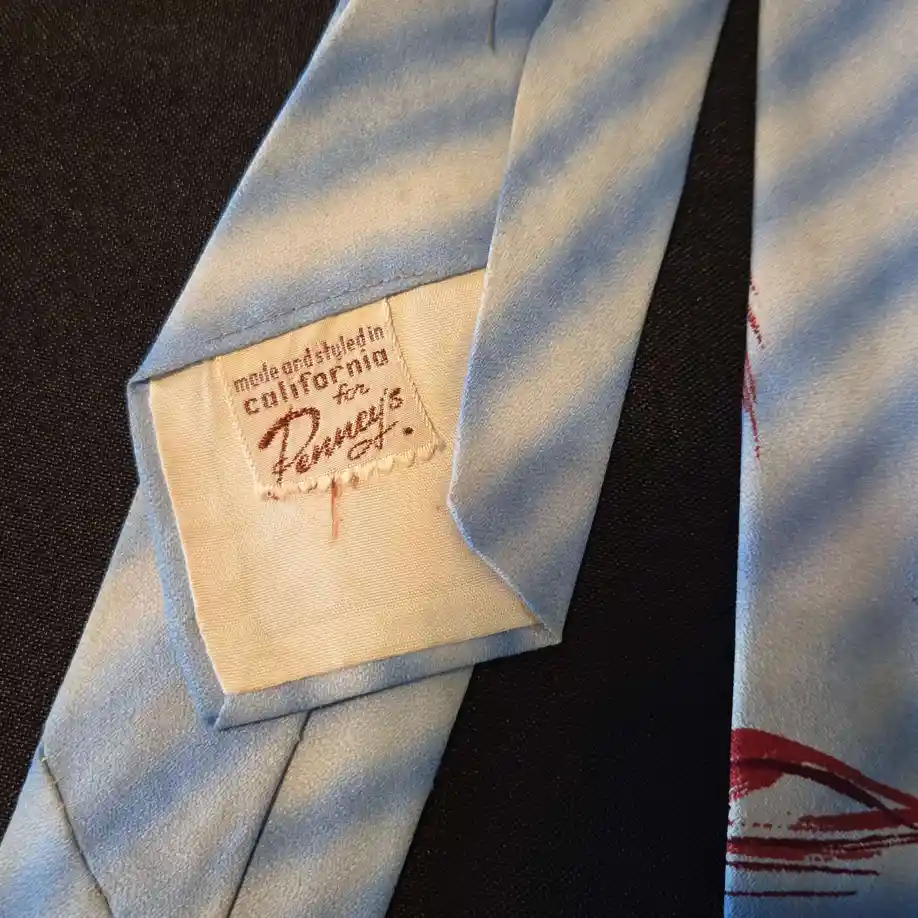 made and styled in
california
for
Penney's.